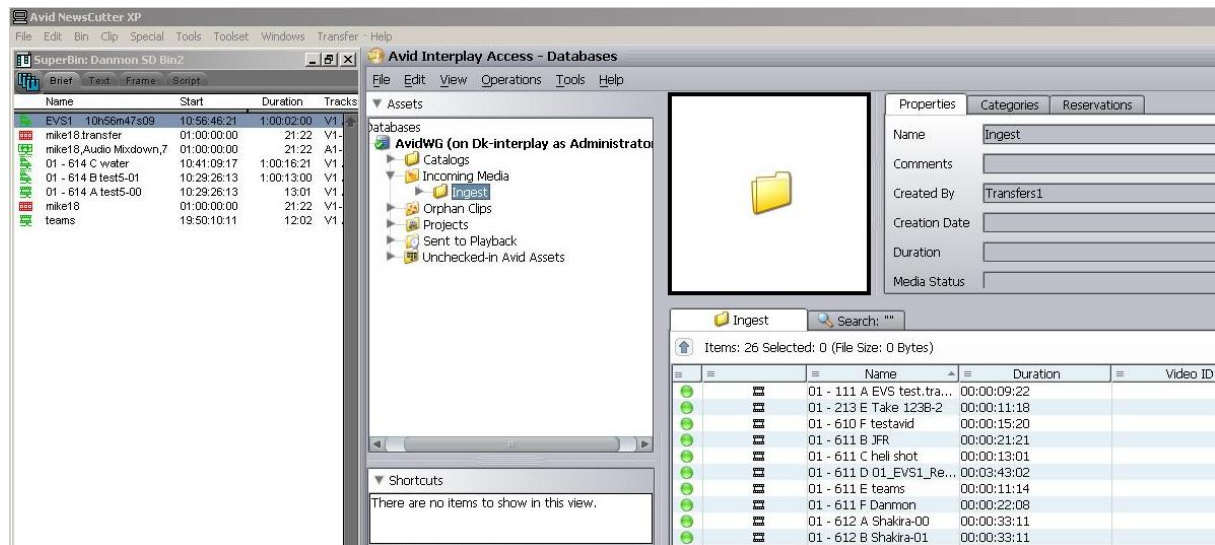 Avid NewsCutter XP
File Edit Bin Clip Special Tools Toolset Windows Transfer Help
SuperBin: Danmon SD Bin2
Brief Text Frame Script
Name Start Duration Tracks
EVS1 10h56m47s09 10:56:46:21 1:00:02:00 V1
mike18.transfer 01:00:00:00 21:22 V1-
mike18,Audio Mixdown,7 01:00:00:00 21:22 A1-
01 - 614 C water 10:41:09:17 1:00:16:21 V1
01 - 614 B test5-01 10:29:26:13 1:00:13:00 V1
01 - 614 A test5-00 10:29:26:13 13:01 V1
mike18 01:00:00:00 21:22 V1-
teams 19:50:10:11 12:02 V1
Avid Interplay Access - Databases
File Edit View Operations Tools Help
Assets
Databases
AvidWG (on Dk-interplay as Administrato
Catalogs
Incoming Media
Ingest
Orphan Clips
Projects
Sent to Playback
Unchecked-in Avid Assets
Shortcuts
There are no items to show in this view.
Properties Categories Reservations
Name Ingest
Comments
Created By Transfers1
Creation Date
Duration
Media Status
Ingest Search: ""
Items: 26 Selected: 0 (File Size: 0 Bytes)
Name Duration Video ID
01 - 111 A EVS test.tra... 00:00:09:22
01 - 213 E Take 123B-2 00:00:11:18
01 - 610 F testavid 00:00:15:20
01 - 611 B JFR 00:00:21:21
01 - 611 C heli shot 00:00:13:01
01 - 611 D 01_EVS1_Re... 00:03:43:02
01 - 611 E teams 00:00:11:14
01 - 611 F Danmon 00:00:22:08
01 - 612 A Shakira-00 00:00:33:11
01 - 612 B Shakira-01 00:00:33:11